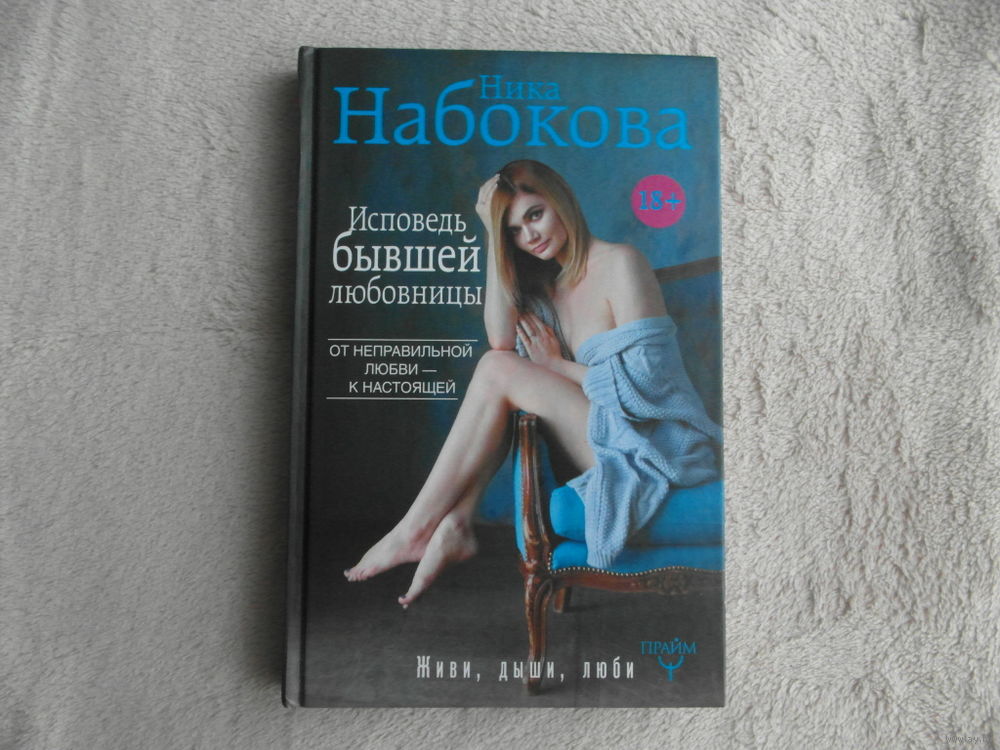 Ника
Набокова
18+
Исповедь
бывшей
любовницы
ОТ НЕПРАВИЛЬНОЙ
ЛЮБВИ —
К НАСТОЯЩЕЙ
ПРАЙМ
Живи, дыши, люби